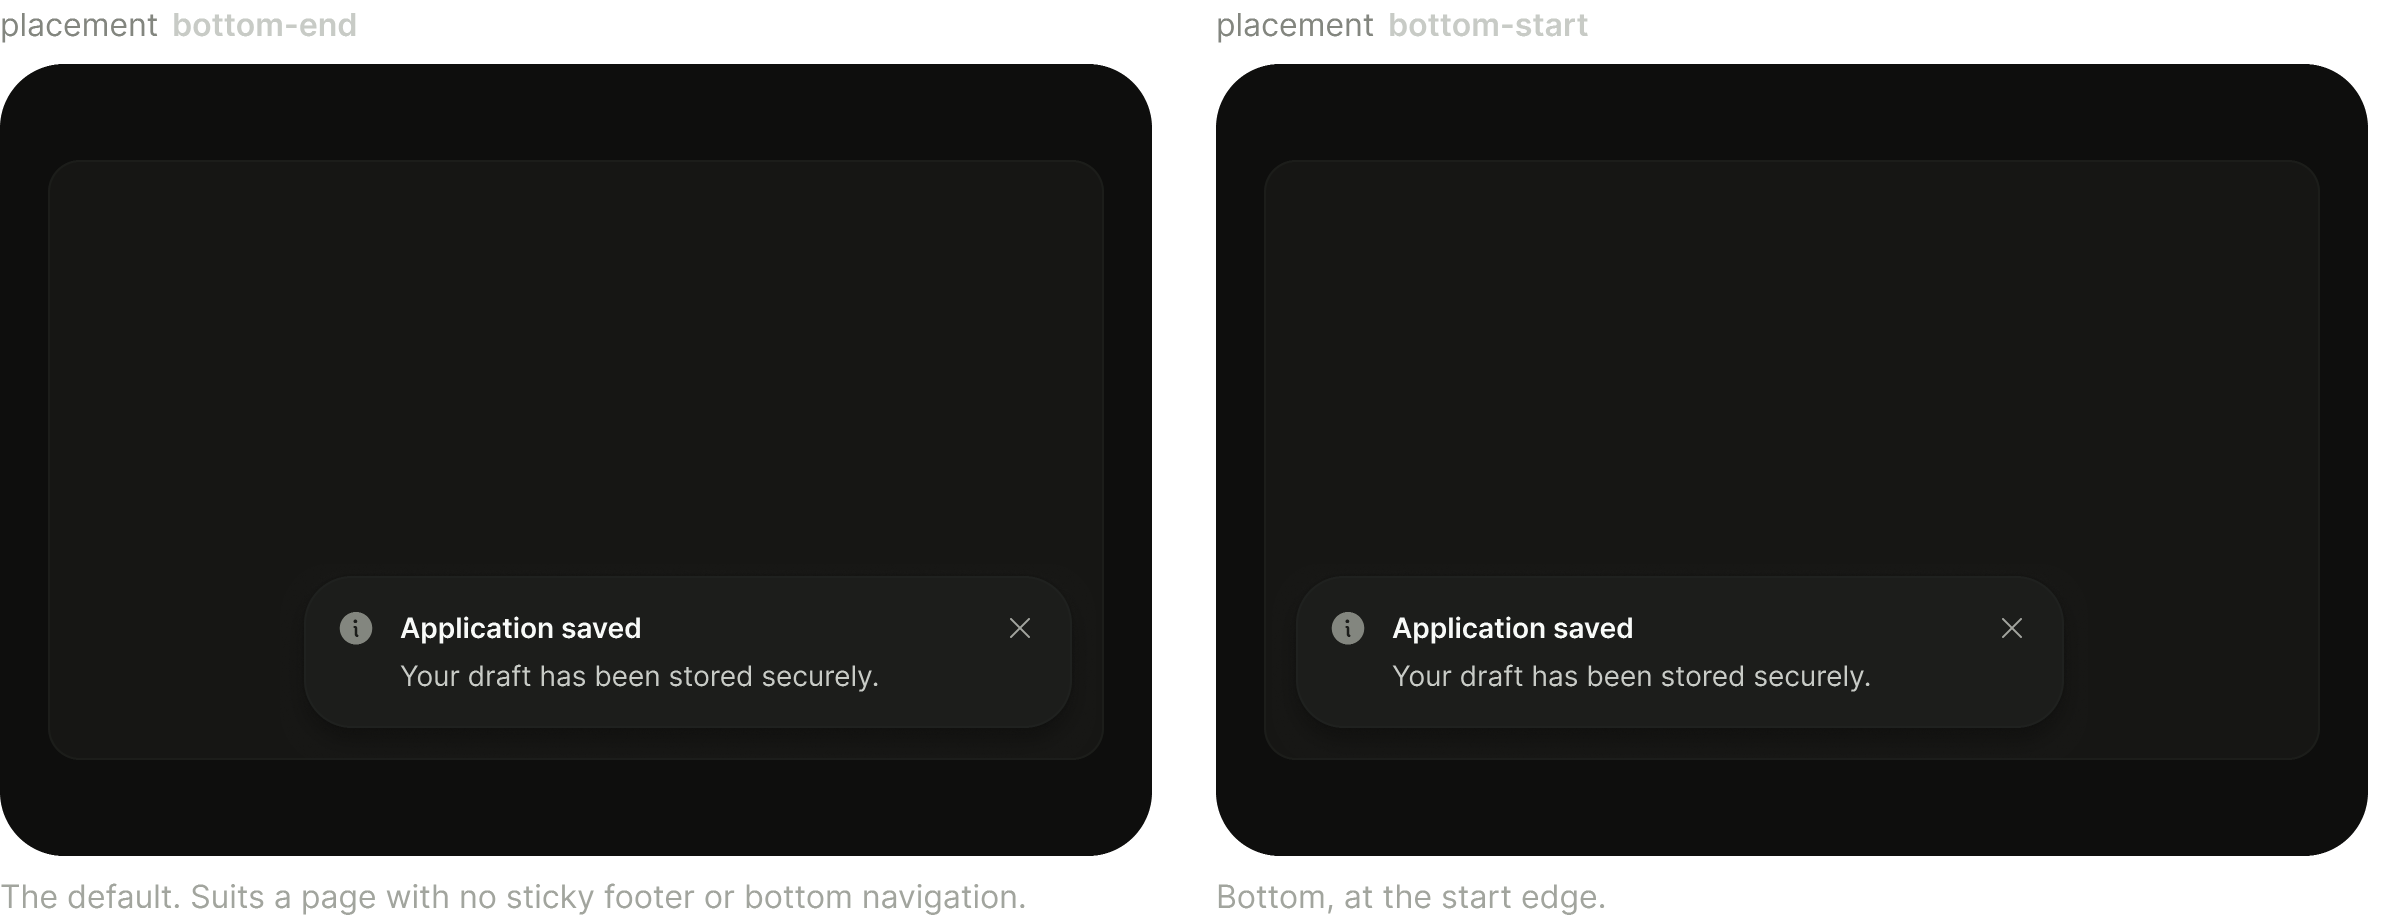 placement bottom-end
Application saved
Your draft has been stored securely.
The default. Suits a page with no sticky footer or bottom navigation.
placement bottom-start
Application saved
Your draft has been stored securely.
Bottom, at the start edge.